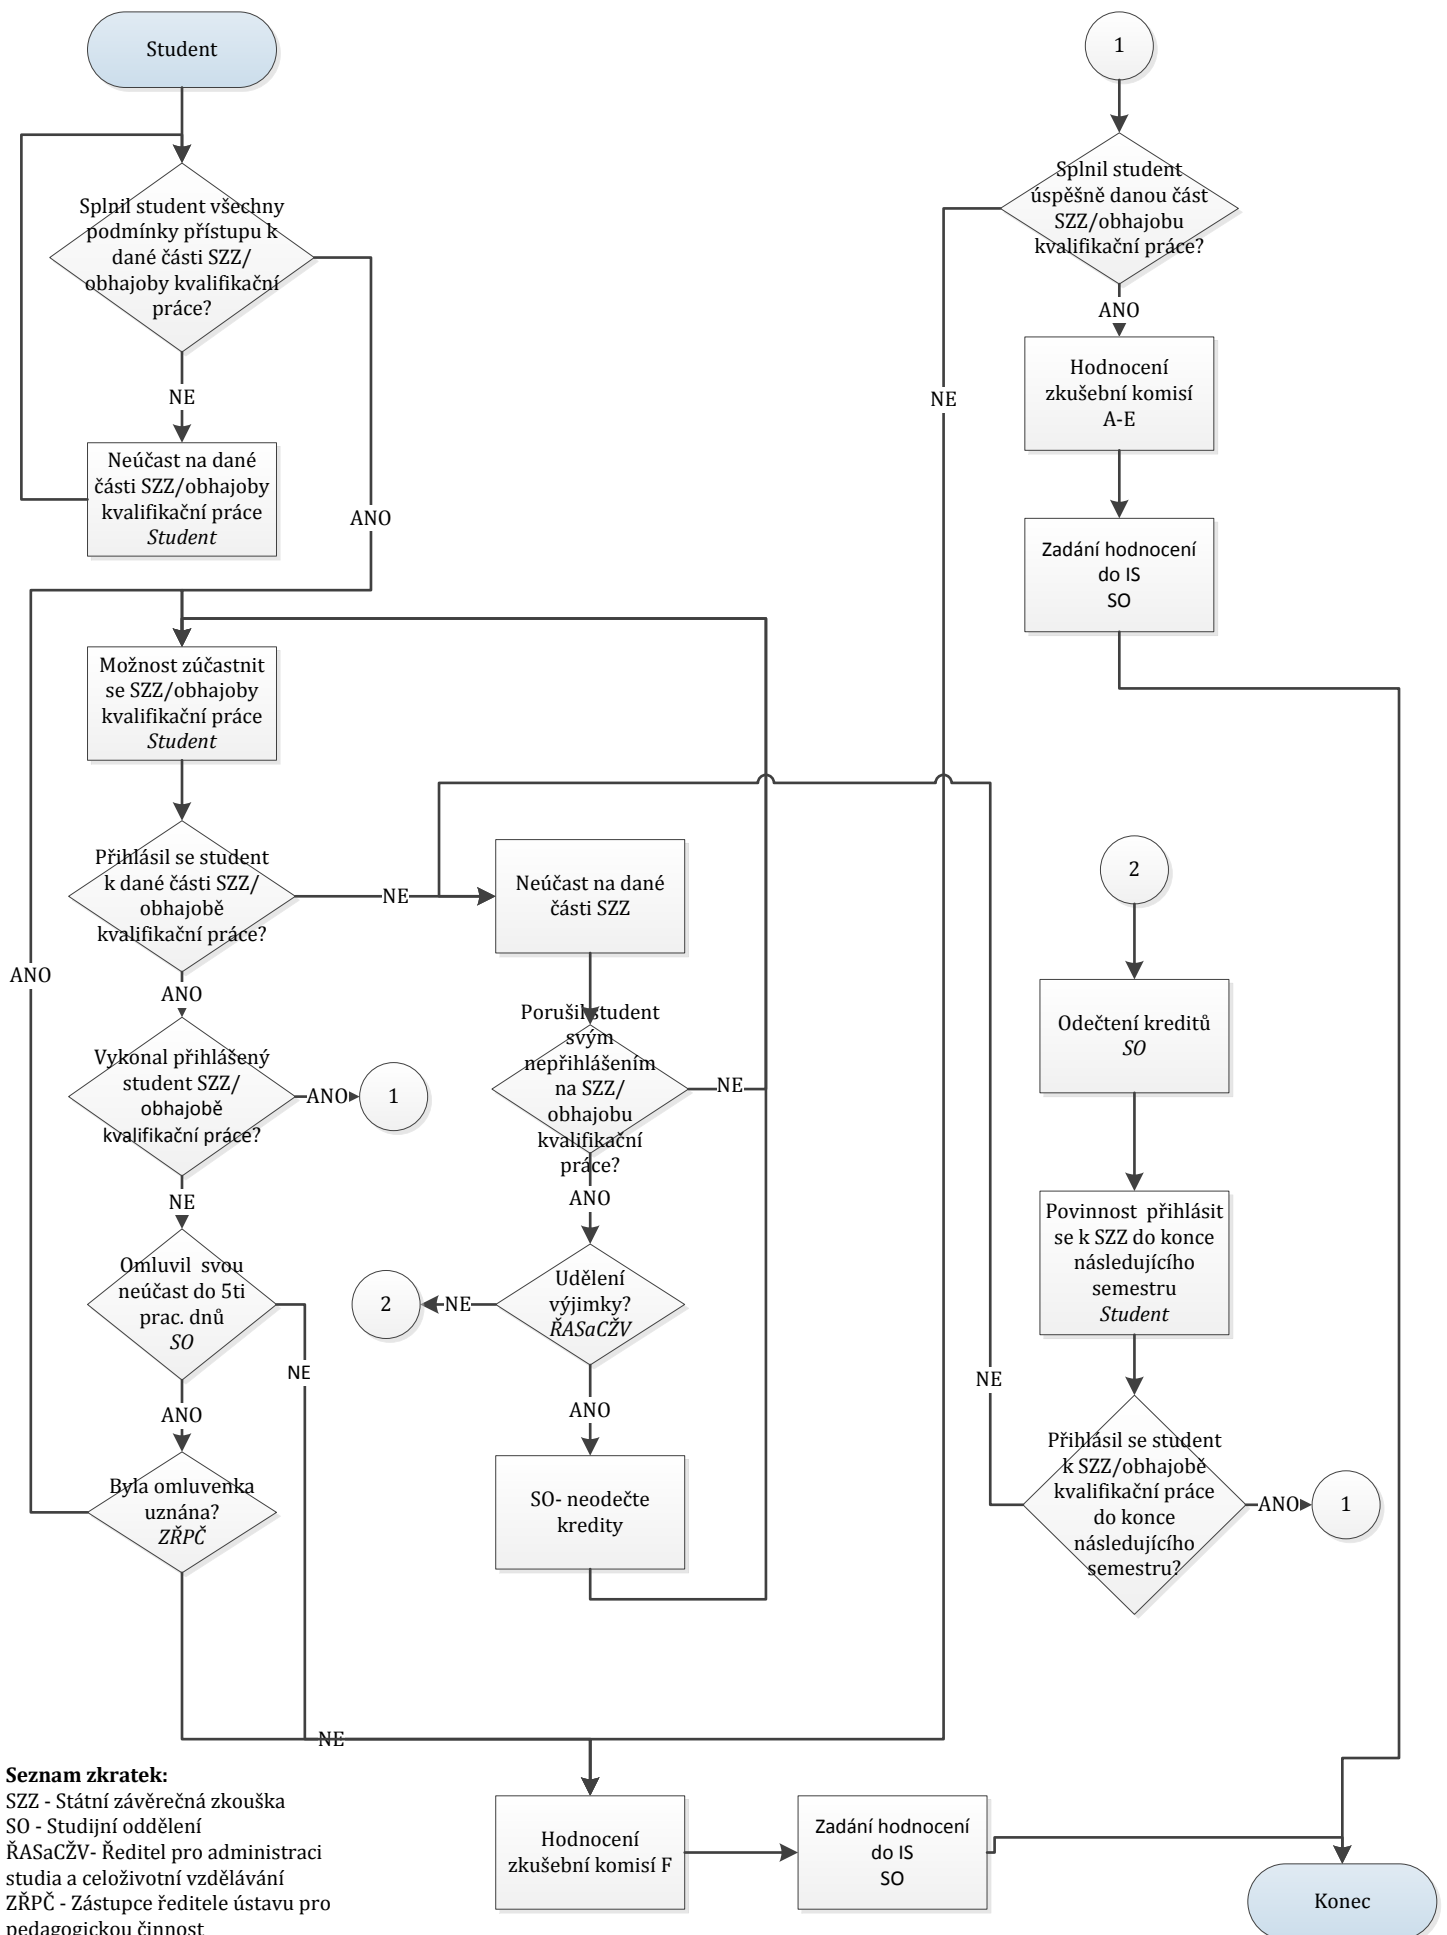 Student
Splnil student všechny
podmínky přístupu k
dané části SZZ/
obhajoby kvalifikační
práce?
NE
Neúčast na dané
části SZZ/obhajoby
kvalifikační práce
Student
ANO
Možnost zúčastnit
se SZZ/obhajoby
kvalifikační práce
Student
Přihlásil se student
k dané části SZZ/
obhajobě
kvalifikační práce?
NE
ANO
ANO
Vykonal přihlášený
student SZZ/
obhajobě
kvalifikační práce?
ANO
1
NE
Omluvil  svou
neúčast do 5ti
prac. dnů
SO
NE
ANO
Byla omluvenka
uznána?
ZŘPČ
NE
Neúčast na dané
části SZZ
Porušil student
svým
nepřihlášením
na SZZ/
obhajobu
kvalifikační
práce?
NE
ANO
Udělení
výjimky?
ŘASaCŽV
NE
2
ANO
SO- neodečte
kredity
1
Splnil student
úspěšně danou část
SZZ/obhajobu
kvalifikační práce?
ANO
NE
Hodnocení
zkušební komisí
A-E
Zadání hodnocení
do IS
SO
2
Odečtení kreditů
SO
Povinnost  přihlásit
se k SZZ do konce
následujícího
semestru
Student
NE
Přihlásil se student
k SZZ/obhajobě
kvalifikační práce
do konce
následujícího
semestru?
ANO
1
Hodnocení
zkušební komisí F
Zadání hodnocení
do IS
SO
Konec
Seznam zkratek:
SZZ - Státní závěrečná zkouška
SO - Studijní oddělení
ŘASaCŽV- Ředitel pro administraci
studia a celoživotní vzdělávání
ZŘPČ - Zástupce ředitele ústavu pro
pedagogickou činnost